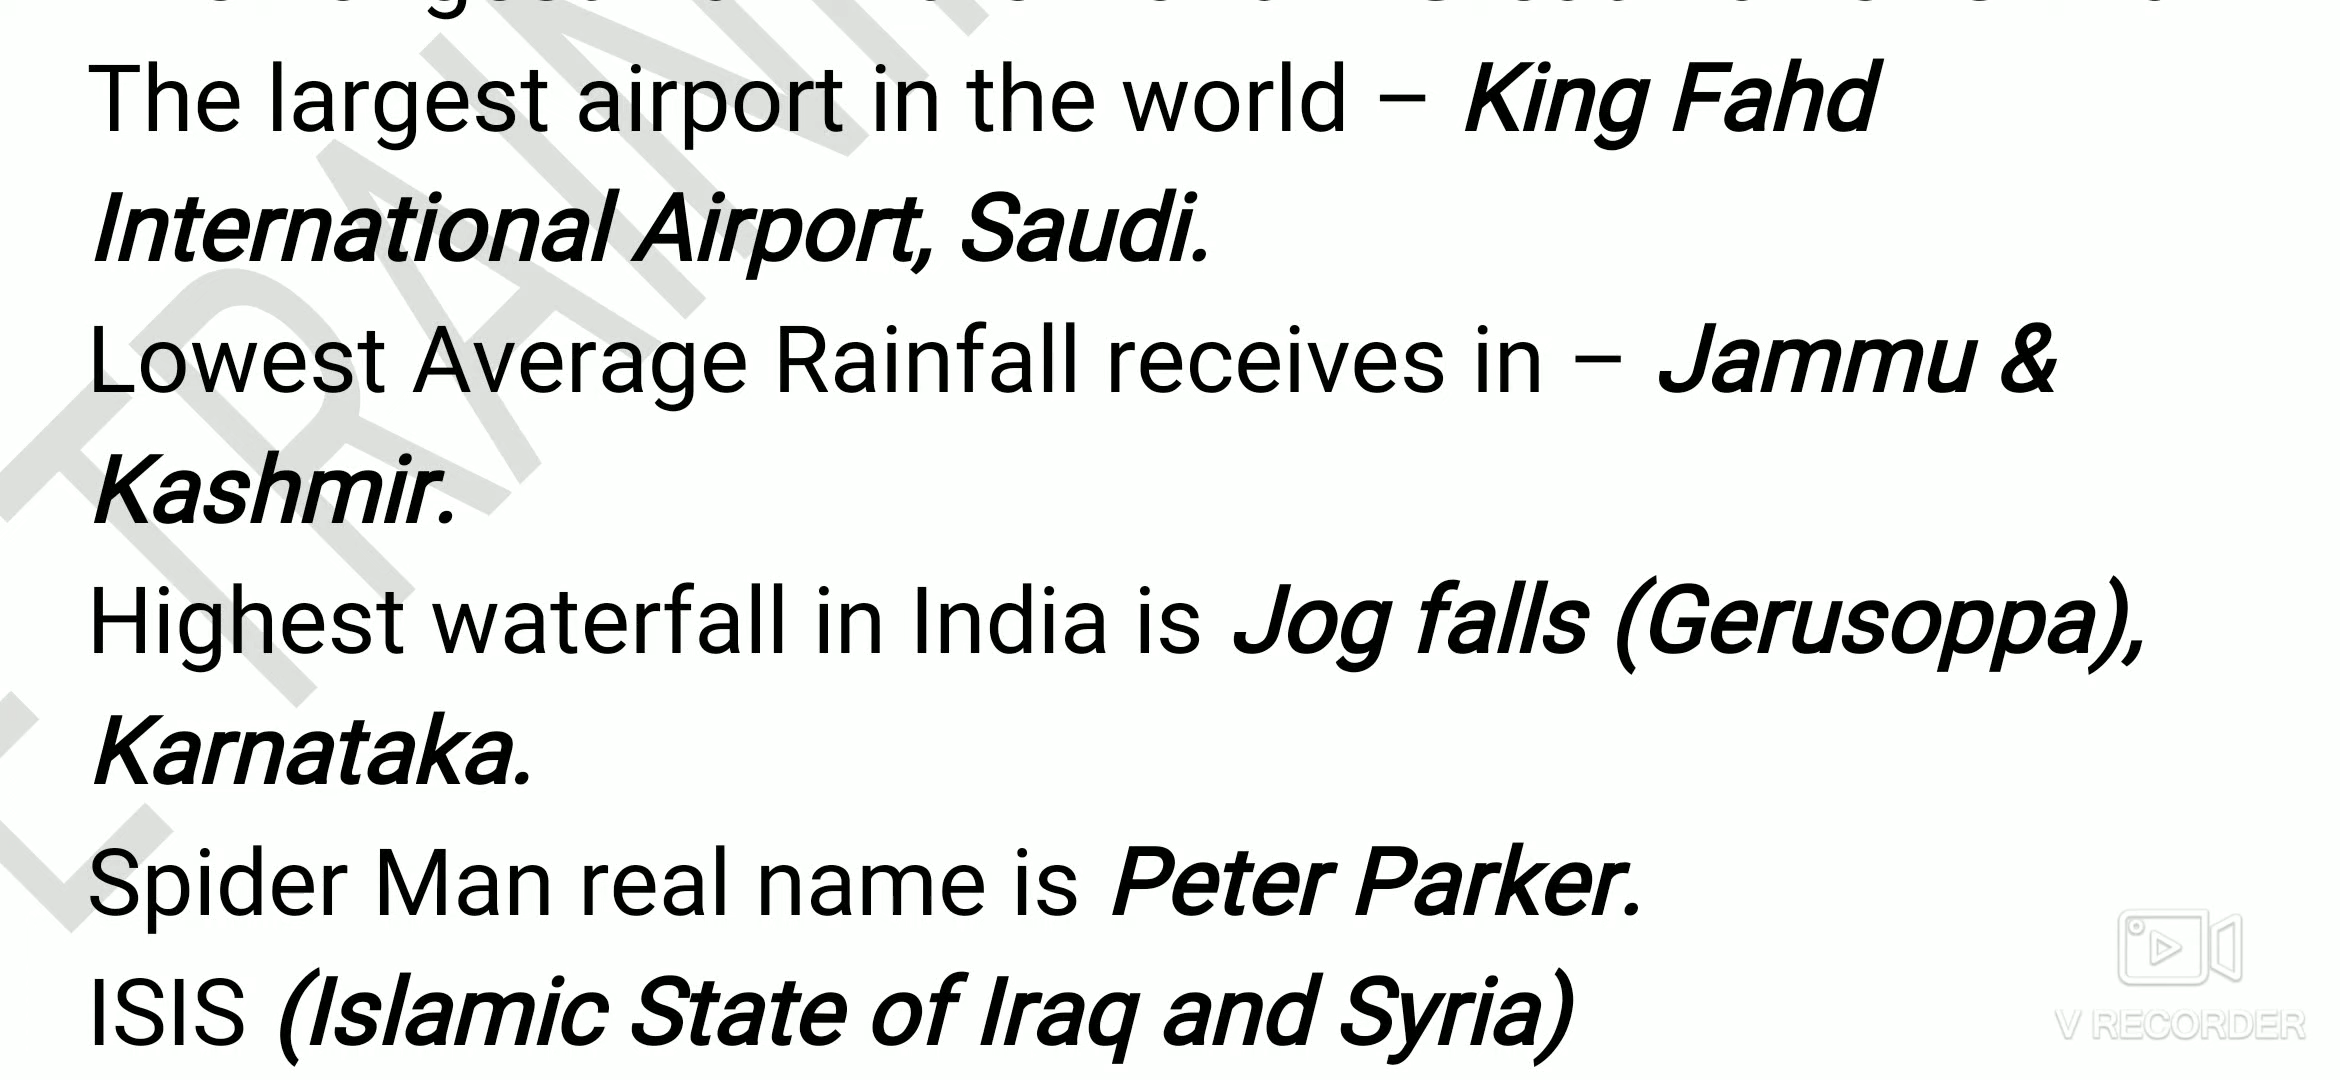 The largest airport in the world – King Fahd
International Airport, Saudi.
Lowest Average Rainfall receives in – Jammu &
Kashmir.
Highest waterfall in India is Jog falls (Gerusoppa),
Karnataka.
Spider Man real name is Peter Parker.
ISIS (Islamic State of Iraq and Syria)
V RECORDER